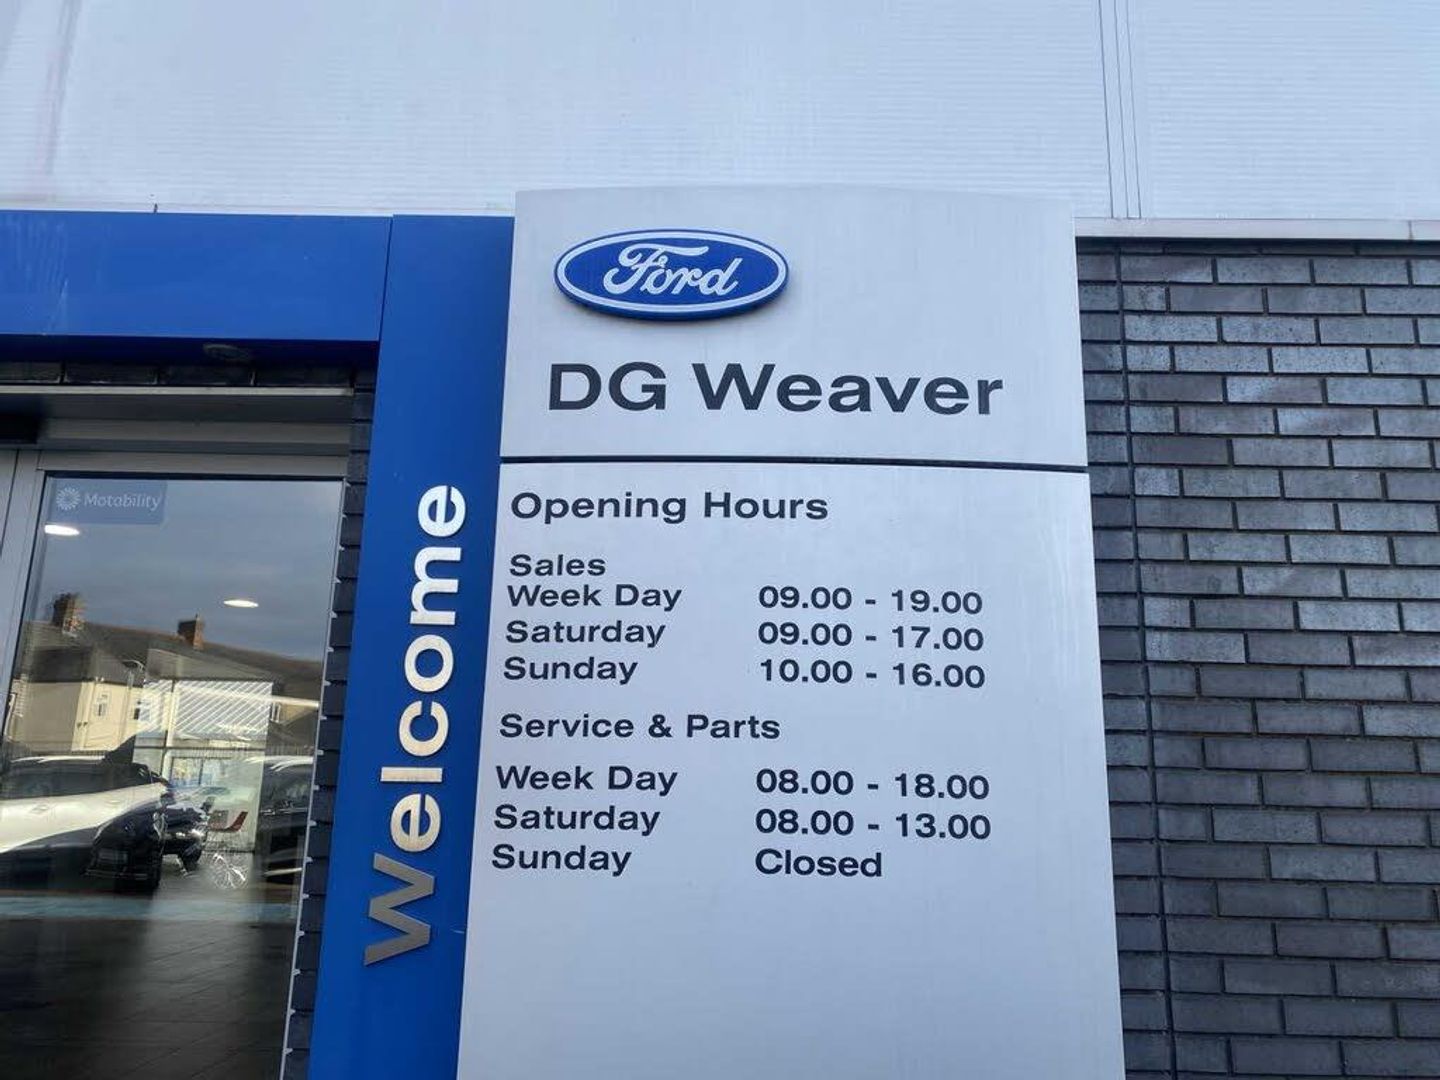 Ford
DG Weaver
Welcome
Motability
Opening Hours
Sales
Week Day 09.00 - 19.00
Saturday 09.00 - 17.00
Sunday 10.00 - 16.00
Service & Parts
Week Day 08.00 - 18.00
Saturday 08.00 - 13.00
Sunday Closed